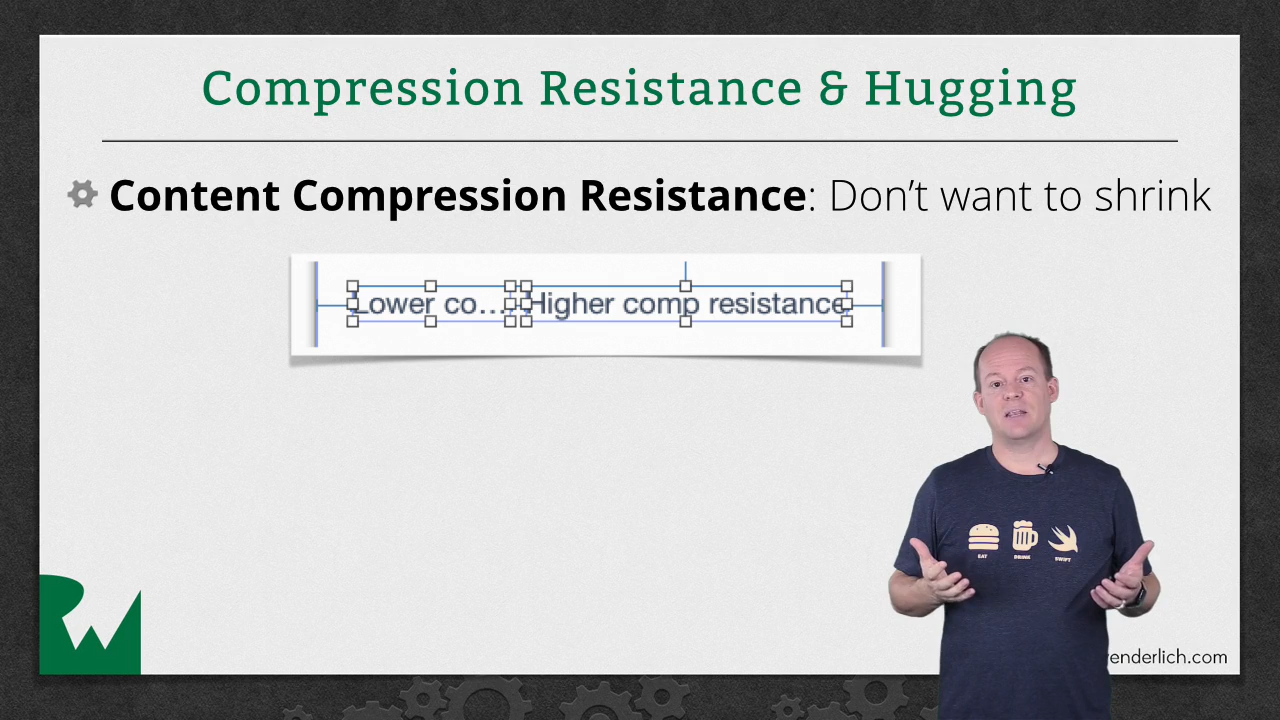 Compression Resistance & Hugging
Content Compression Resistance: Don't want to shrink
Lower co... Higher comp resistance
EAT DRINK SWIFT
RW
enderlich.com